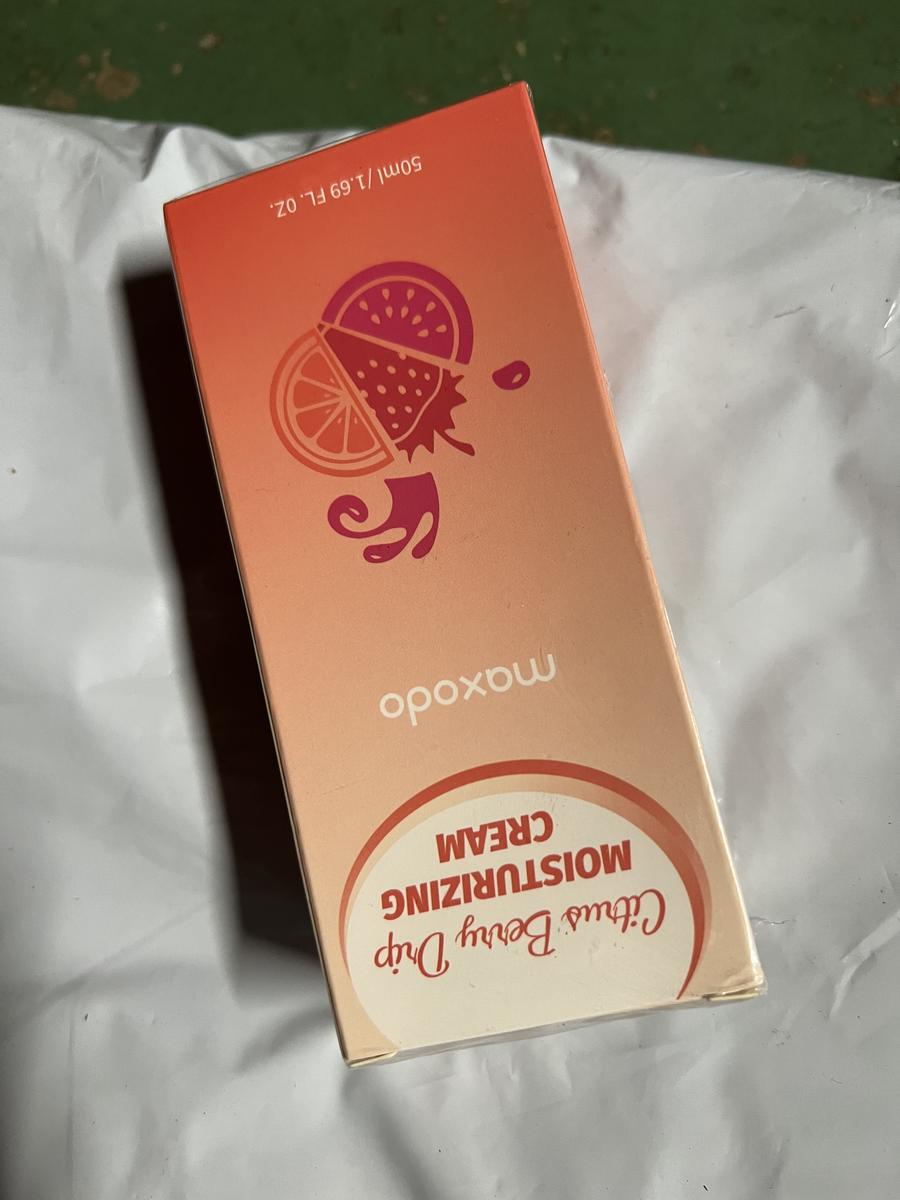 Citrus Berry Drip
MOISTURIZING
CREAM
maxodo
50ml/1.69 FL. OZ.